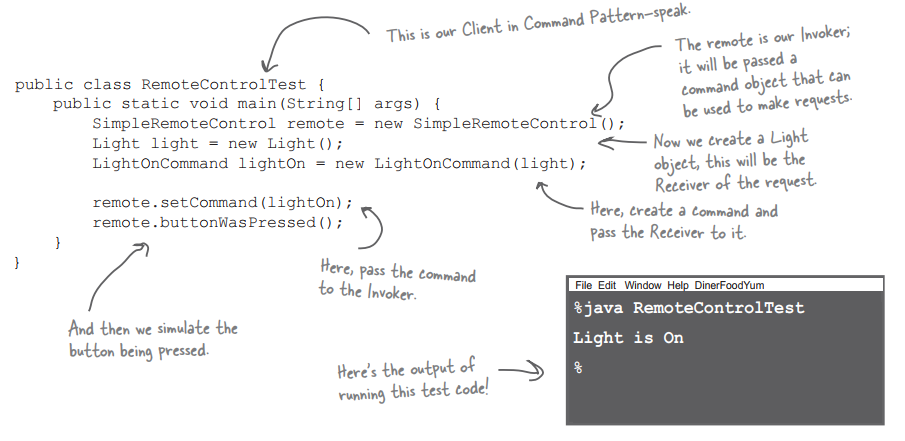 This is our Client in Command Pattern-speak.
The remote is our Invoker;
it will be passed a
command object that can
be used to make requests.
public class RemoteControlTest {
public static void main(String[] args) {
SimpleRemoteControl remote = new SimpleRemoteControl();
Light light = new Light();
LightOnCommand lightOn = new LightOnCommand(light);
remote.setCommand(lightOn);
remote.buttonWasPressed();
}
}
Now we create a Light
object, this will be the
Receiver of the request.
Here, create a command and
pass the Receiver to it.
Here, pass the command
to the Invoker.
And then we simulate the
button being pressed.
Here's the output of
running this test code!
File Edit Window Help DinerFoodYum
%java RemoteControlTest
Light is On
%